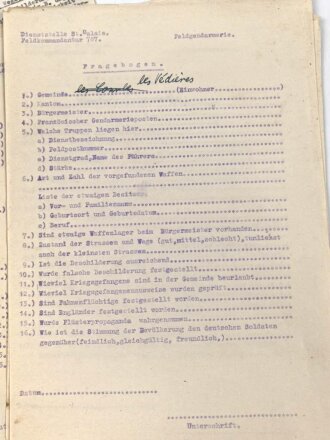 Dienststelle St.Calais.
Feldkommandantur 787.
Feldgendarmerie.
Fragebogen.
1.) Gemeinde les Vedières (Einwohner
2.) Kanton
3.) Bürgermeister
4.) Französischer Gendarmerieposten
5.) Welche Truppen liegen hier.
a) Dienstbezeichnung
b) Feldpostnummer
c) Dienstgrad, Name des Führers
d) Stärke
6.) Art und Zahl der vorgefundenen Waffen
Liste der etwaigen Besitzer.
a) Vor- und Familienname
b) Geburtsort und Geburtsdatum
c) Beruf
7.) Sind etwaige Waffenlager beim Bürgermeister vorhanden
8.) Zustand der Strassen und Wege (gut,mittel,schlecht),tunlichst
auch der kleinsten Strassen.
9.) Ist die Beschilderung ausreichend
10.) Wurde falsche Beschilderung festgestellt
11.) Wieviel Kriegsgefangene sind in der Gemeinde beurlaubt
12.) Wieviel Kriegsgefangenenausweise wurden geprüft
13.) Sind Fahnenflüchtige festgestellt worden
14.) Sind Engländer festgestellt worden
15.) Wurde Flüsterpropaganda wahrgenommen
16.) Wie ist die Stimmung der Bevölkerung den deutschen Soldaten
gegenüber(feindlich,gleichgültig, freundlich,)
Datum
Unterschrift.